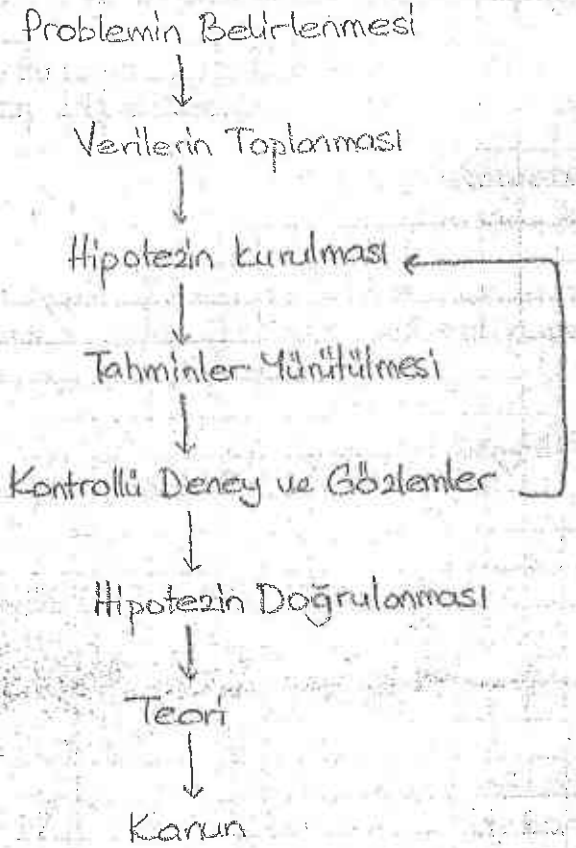 Problemin Belirlenmesi
Verilerin Toplanması
Hipotezin kurulması
Tahminler Yürütülmesi
Kontrollü Deney ve Gözlemler
Hipotezin Doğrulanması
Teori
Kanun